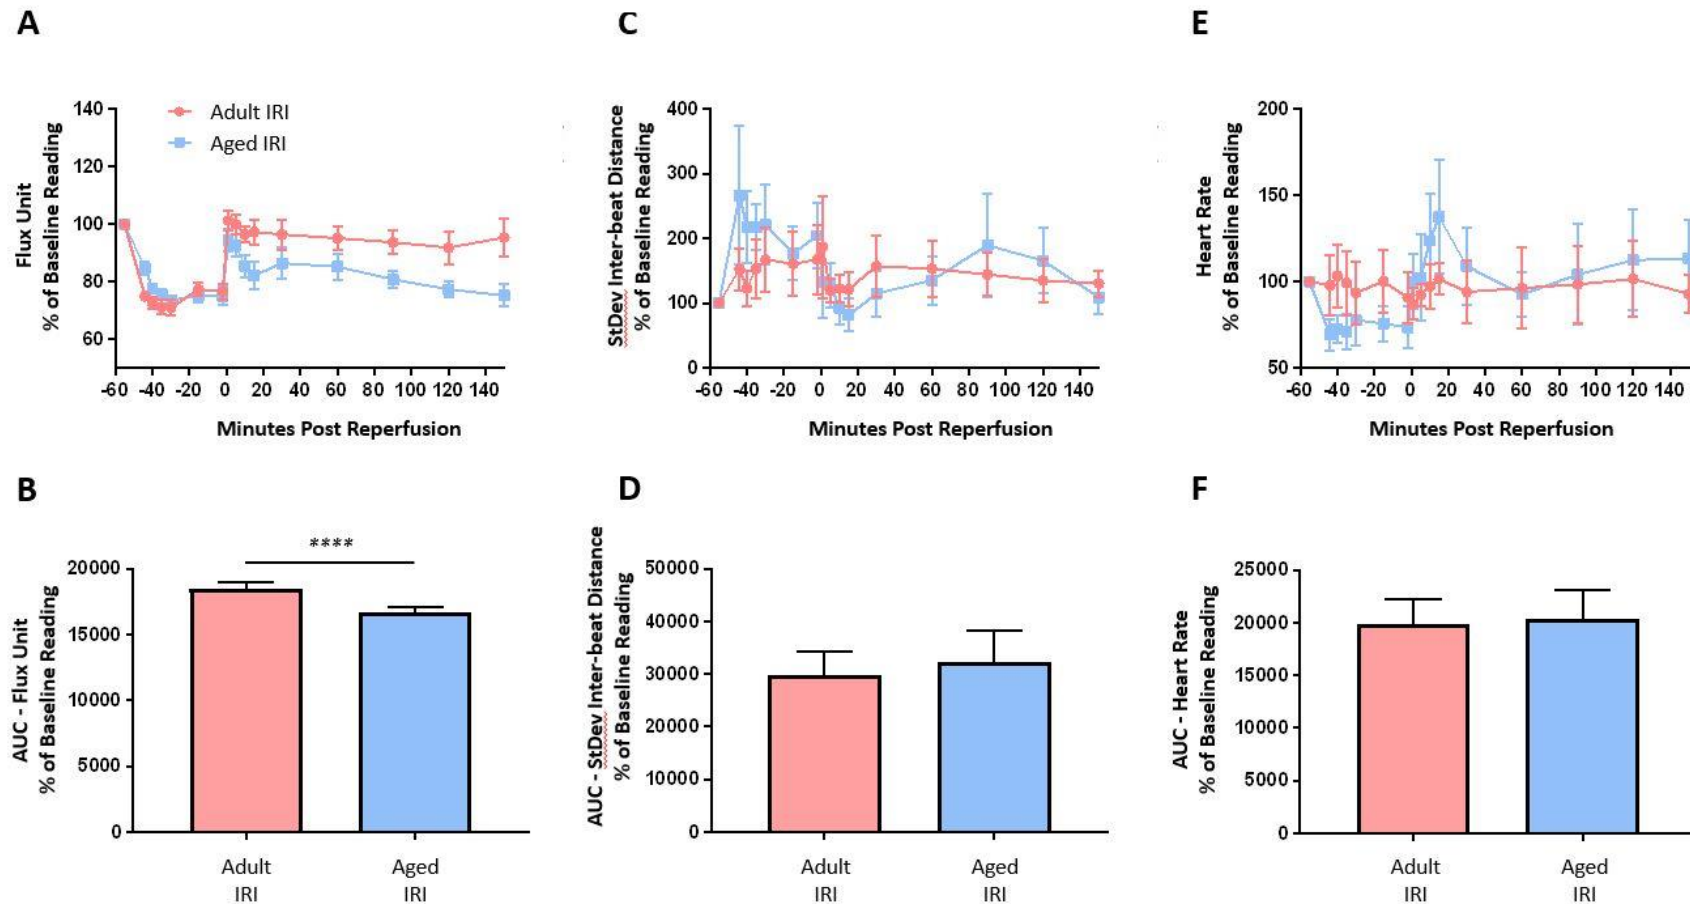 A
C
E
Flux Unit
% of Baseline Reading
140
120
100
80
60
-60 -40 -20 0 20 40 60 80 100 120 140
Minutes Post Reperfusion
Adult IRI
Aged IRI
StDev Inter-beat Distance
% of Baseline Reading
400
300
200
100
0
-60 -40 -20 0 20 40 60 80 100 120 140
Minutes Post Reperfusion
Heart Rate
% of Baseline Reading
200
150
100
50
-60 -40 -20 0 20 40 60 80 100 120 140
Minutes Post Reperfusion
B
D
F
AUC - Flux Unit
% of Baseline Reading
20000
15000
10000
5000
0
****
Adult
IRI
Aged
IRI
AUC - StDev Inter-beat Distance
% of Baseline Reading
50000
40000
30000
20000
10000
0
Adult
IRI
Aged
IRI
AUC - Heart Rate
% of Baseline Reading
25000
20000
15000
10000
5000
0
Adult
IRI
Aged
IRI